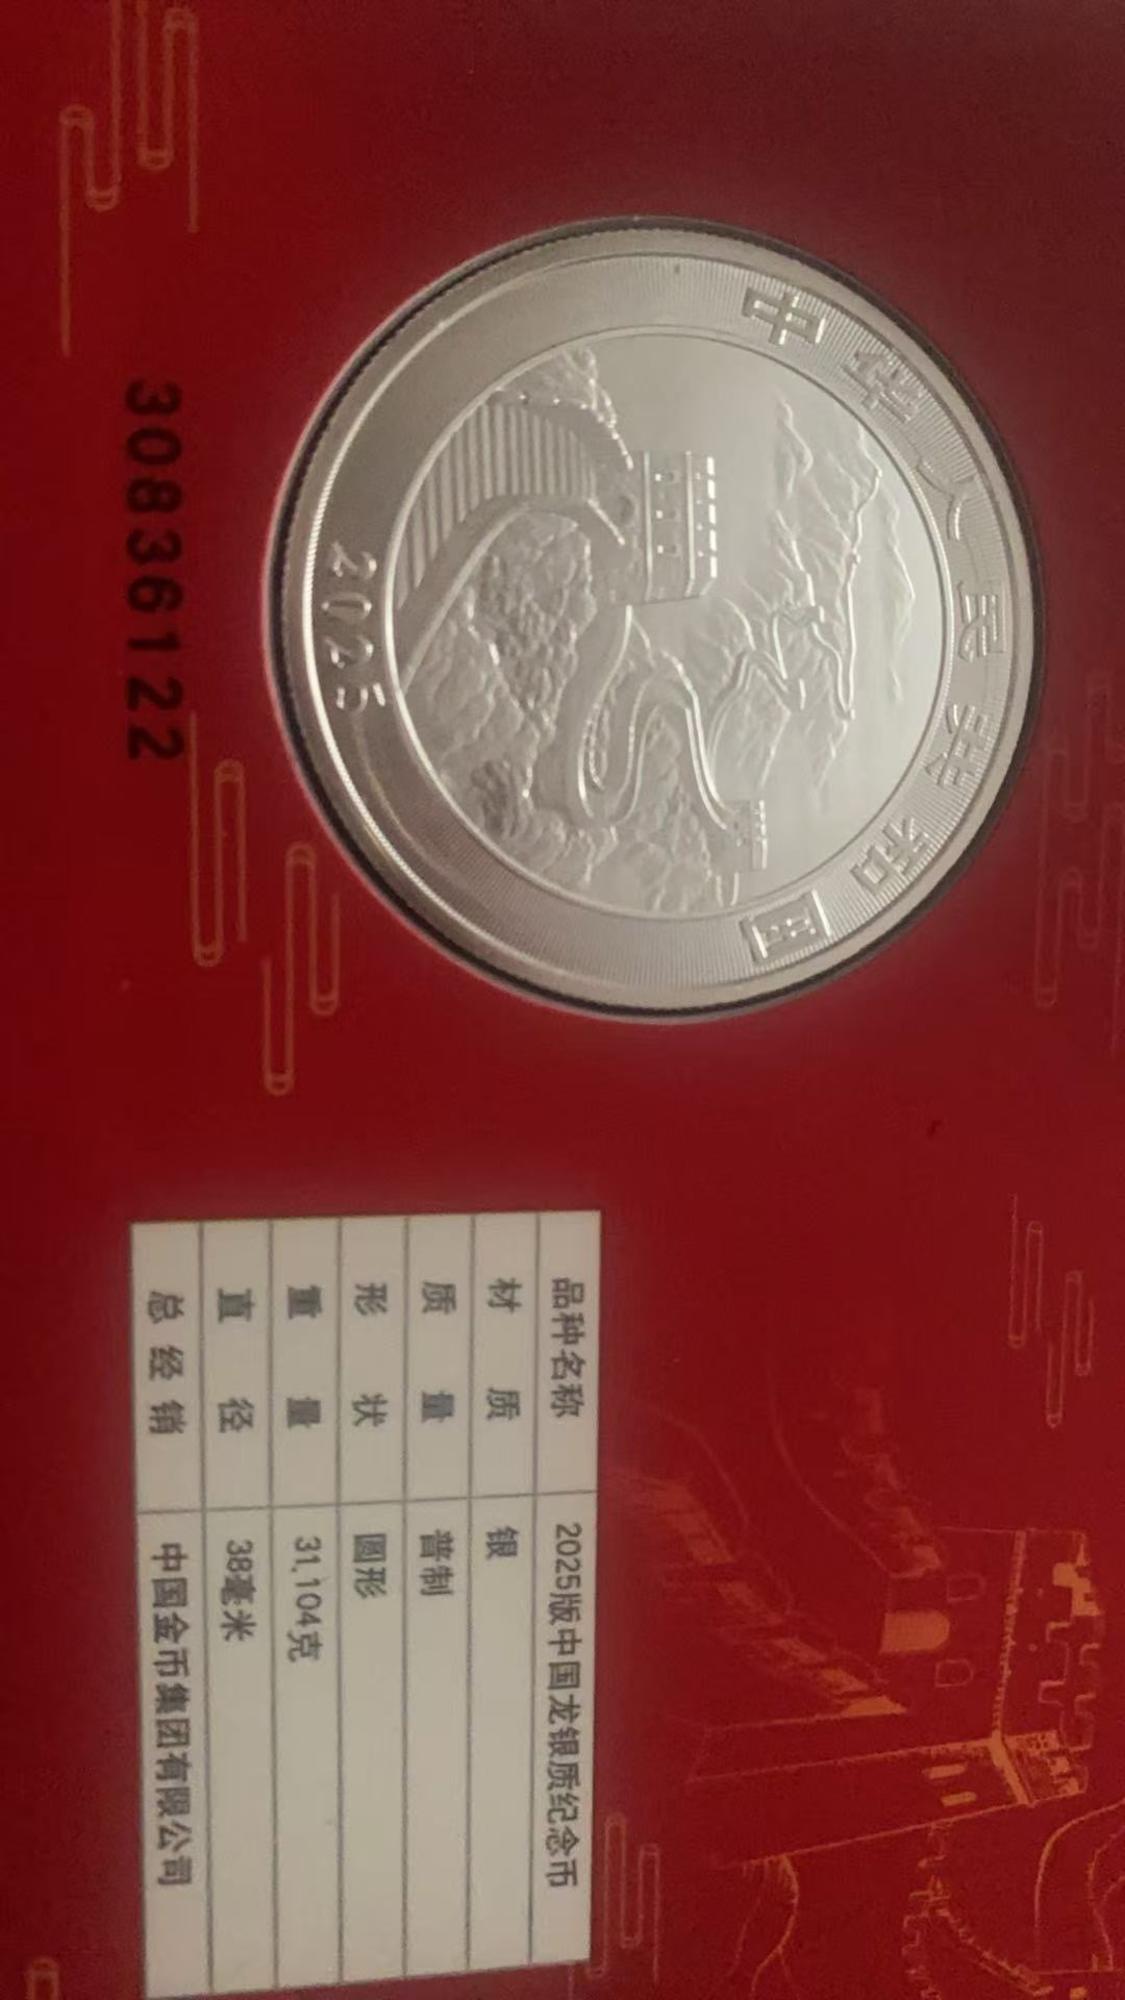 中华人民共和国
2025
30836122
品种名称 2025版中国龙银质纪念币
材质 银
质量 普制
形状 圆形
重量 31.104克
直径 38毫米
总经销 中国金币集团有限公司